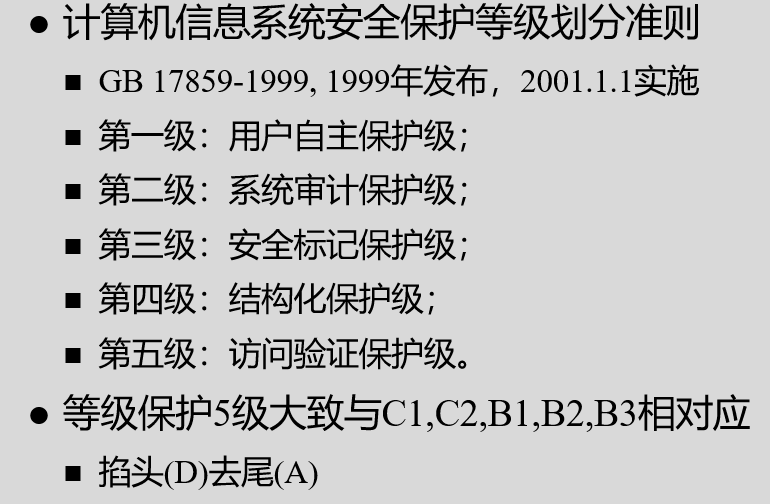 ● 计算机信息系统安全保护等级划分准则
■ GB 17859-1999, 1999年发布，2001.1.1实施
■ 第一级：用户自主保护级；
■ 第二级：系统审计保护级；
■ 第三级：安全标记保护级；
■ 第四级：结构化保护级；
■ 第五级：访问验证保护级。
● 等级保护5级大致与C1,C2,B1,B2,B3相对应
■ 掐头(D)去尾(A)